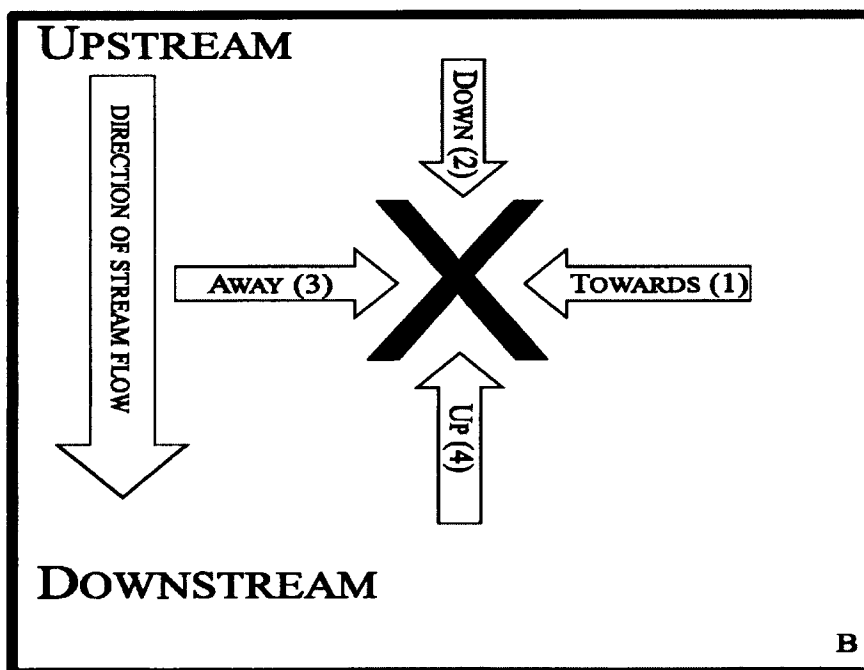 UPSTREAM
DIRECTION OF STREAM FLOW
DOWN (2)
AWAY (3)
TOWARDS (1)
UP (4)
DOWNSTREAM
B